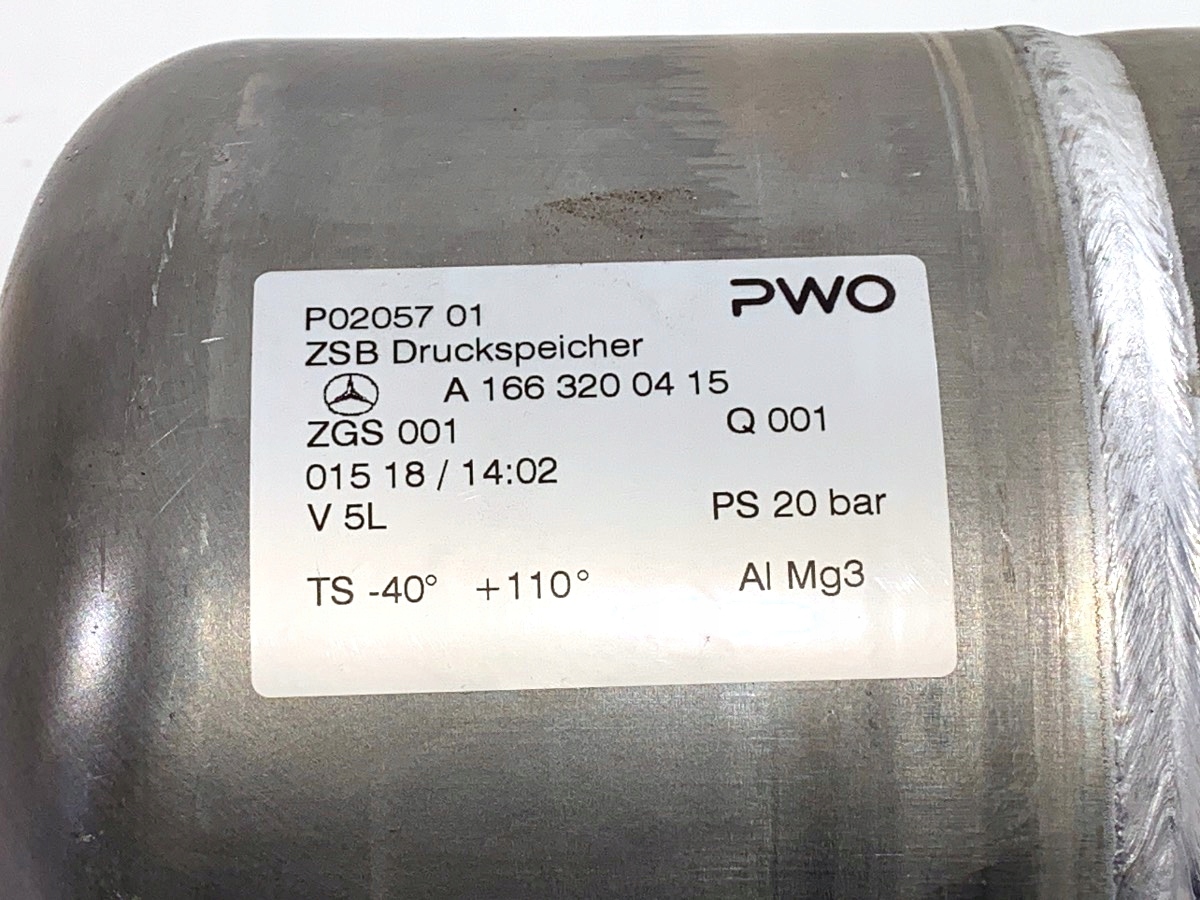 PWO
P02057 01
ZSB Druckspeicher
A 166 320 04 15
ZGS 001 Q 001
015 18 / 14:02
V 5L PS 20 bar
TS -40° +110° Al Mg3